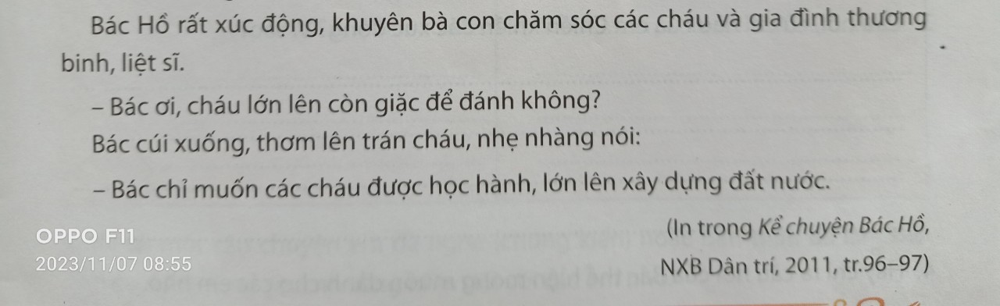 Bác Hồ rất xúc động, khuyên bà con chăm sóc các cháu và gia đình thương
binh, liệt sĩ.
– Bác ơi, cháu lớn lên còn giặc để đánh không?
Bác cúi xuống, thơm lên trán cháu, nhẹ nhàng nói:
– Bác chỉ muốn các cháu được học hành, lớn lên xây dựng đất nước.
(In trong Kể chuyện Bác Hồ,
NXB Dân trí, 2011, tr.96–97)
OPPO F11
2023/11/07 08:55